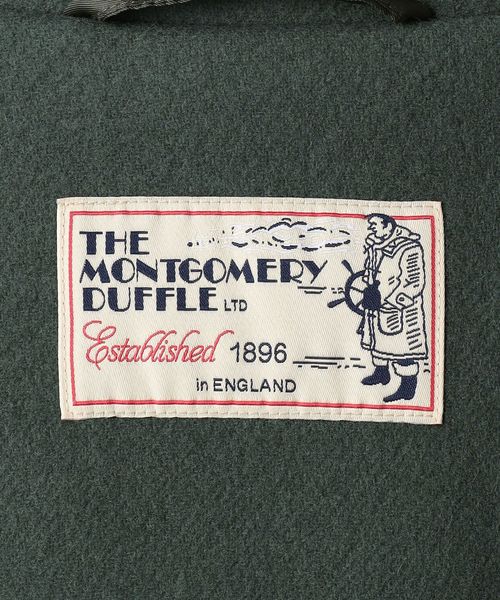 THE
MONTGOMERY
DUFFLE LTD
Established 1896
in ENGLAND